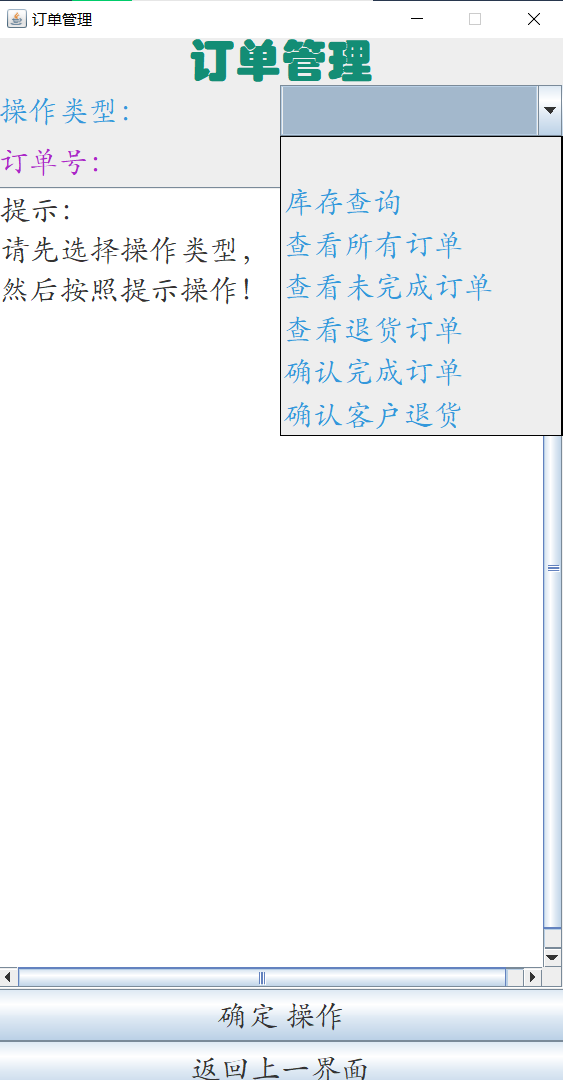 订单管理
订单管理
操作类型：
订单号：
库存查询
查看所有订单
查看未完成订单
查看退货订单
确认完成订单
确认客户退货
提示：
请先选择操作类型，
然后按照提示操作！
确定 操作
返回上一界面